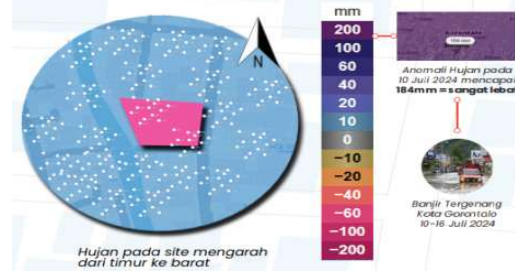 N
Hujan pada site mengarah
dari timur ke barat
mm
200
100
60
40
20
10
0
-10
-20
-40
-60
-100
-200
Anomali Hujan pada
10 Juli 2024 mencapai
184mm = sangat lebat
Banjir Tergenang
Kota Gorontalo
10-16 Juli 2024